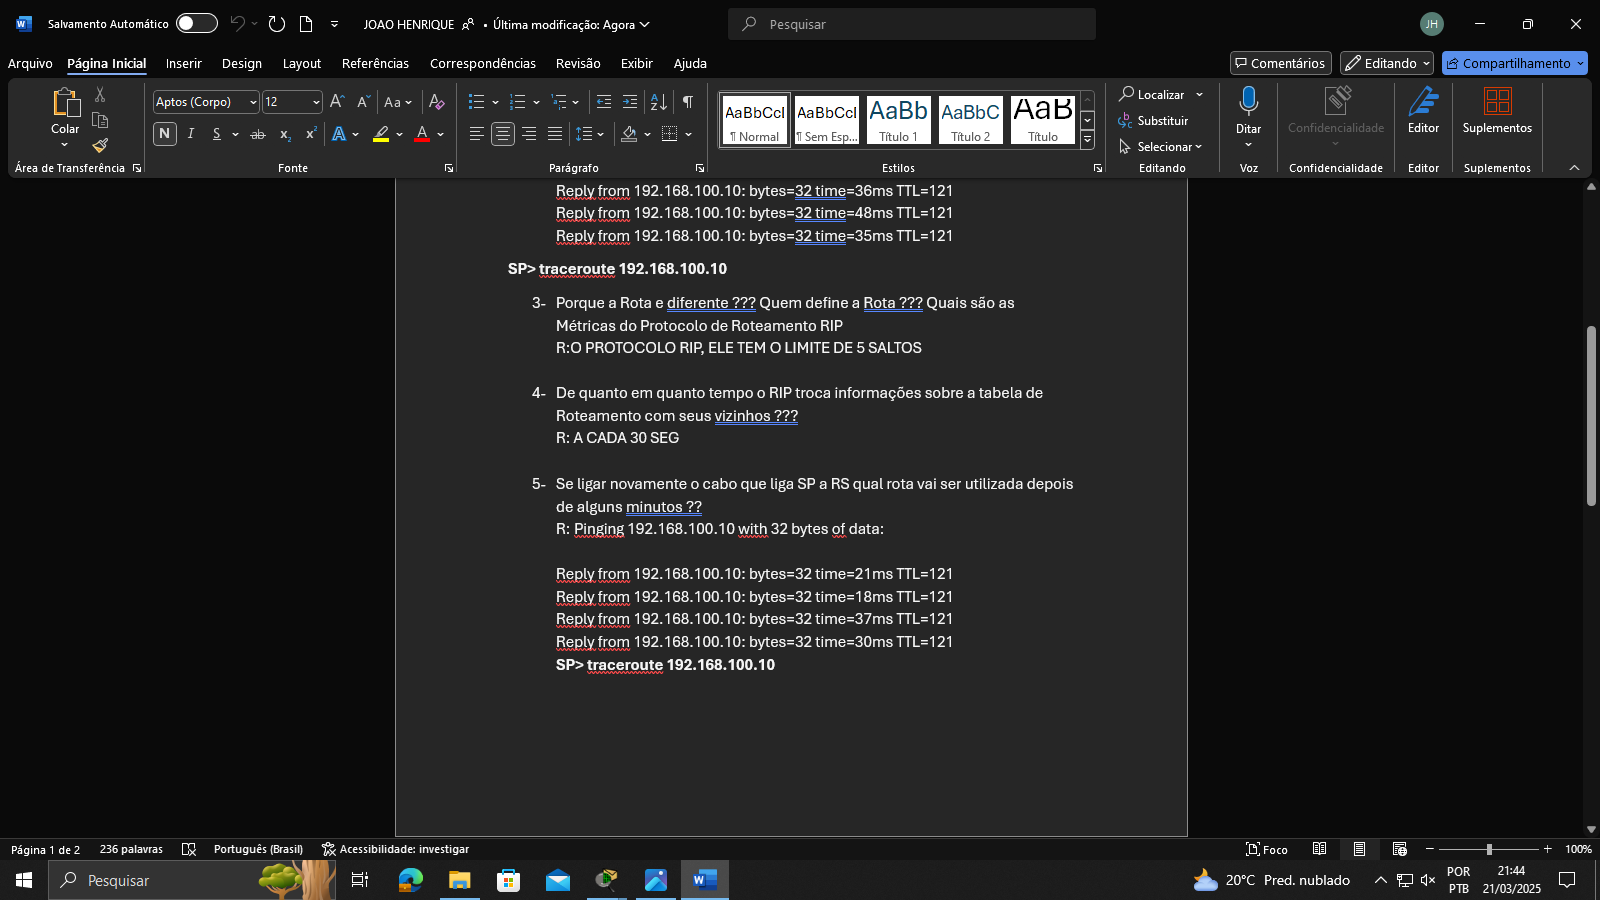 Salvamento Automático
JOAO HENRIQUE • Última modificação: Agora
Pesquisar
JH
Arquivo Página Inicial Inserir Design Layout Referências Correspondências Revisão Exibir Ajuda
Comentários Editando Compartilhamento
Colar
Área de Transferência
Aptos (Corpo) 12
N I S ab x₂ x²
Fonte
Parágrafo
AaBbCcI AaBbCcI AaBb AaBbC AaB
¶ Normal ¶ Sem Esp... Título 1 Título 2 Título
Estilos
Localizar
Substituir
Selecionar
Editando
Ditar
Voz
Confidencialidade
Confidencialidade
Editor
Editor
Suplementos
Suplementos
Reply from 192.168.100.10: bytes=32 time=36ms TTL=121
Reply from 192.168.100.10: bytes=32 time=48ms TTL=121
Reply from 192.168.100.10: bytes=32 time=35ms TTL=121
SP> traceroute 192.168.100.10
3- Porque a Rota e diferente ??? Quem define a Rota ??? Quais são as
Métricas do Protocolo de Roteamento RIP
R:O PROTOCOLO RIP, ELE TEM O LIMITE DE 5 SALTOS
4- De quanto em quanto tempo o RIP troca informações sobre a tabela de
Roteamento com seus vizinhos ???
R: A CADA 30 SEG
5- Se ligar novamente o cabo que liga SP a RS qual rota vai ser utilizada depois
de alguns minutos ??
R: Pinging 192.168.100.10 with 32 bytes of data:
Reply from 192.168.100.10: bytes=32 time=21ms TTL=121
Reply from 192.168.100.10: bytes=32 time=18ms TTL=121
Reply from 192.168.100.10: bytes=32 time=37ms TTL=121
Reply from 192.168.100.10: bytes=32 time=30ms TTL=121
SP> traceroute 192.168.100.10
Página 1 de 2 236 palavras Português (Brasil) Acessibilidade: investigar
Foco 100%
Pesquisar
20°C Pred. nublado
POR
PTB
21:44
21/03/2025